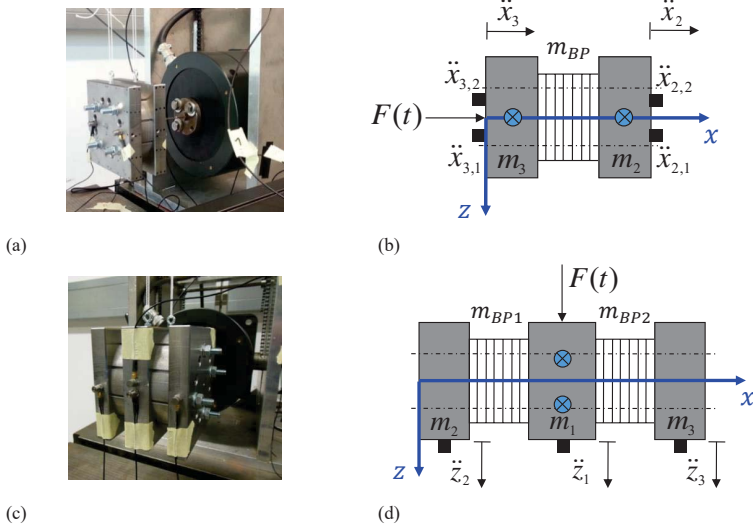 ẍ₃
ẍ₂
m_BP
ẍ₃,₂
ẍ₂,₂
F(t)
x
ẍ₃,₁
m₃
m₂
ẍ₂,₁
z
(a)
(b)
F(t)
m_BP1
m_BP2
x
m₂
m₁
m₃
z
z̈₂
z̈₁
z̈₃
(c)
(d)